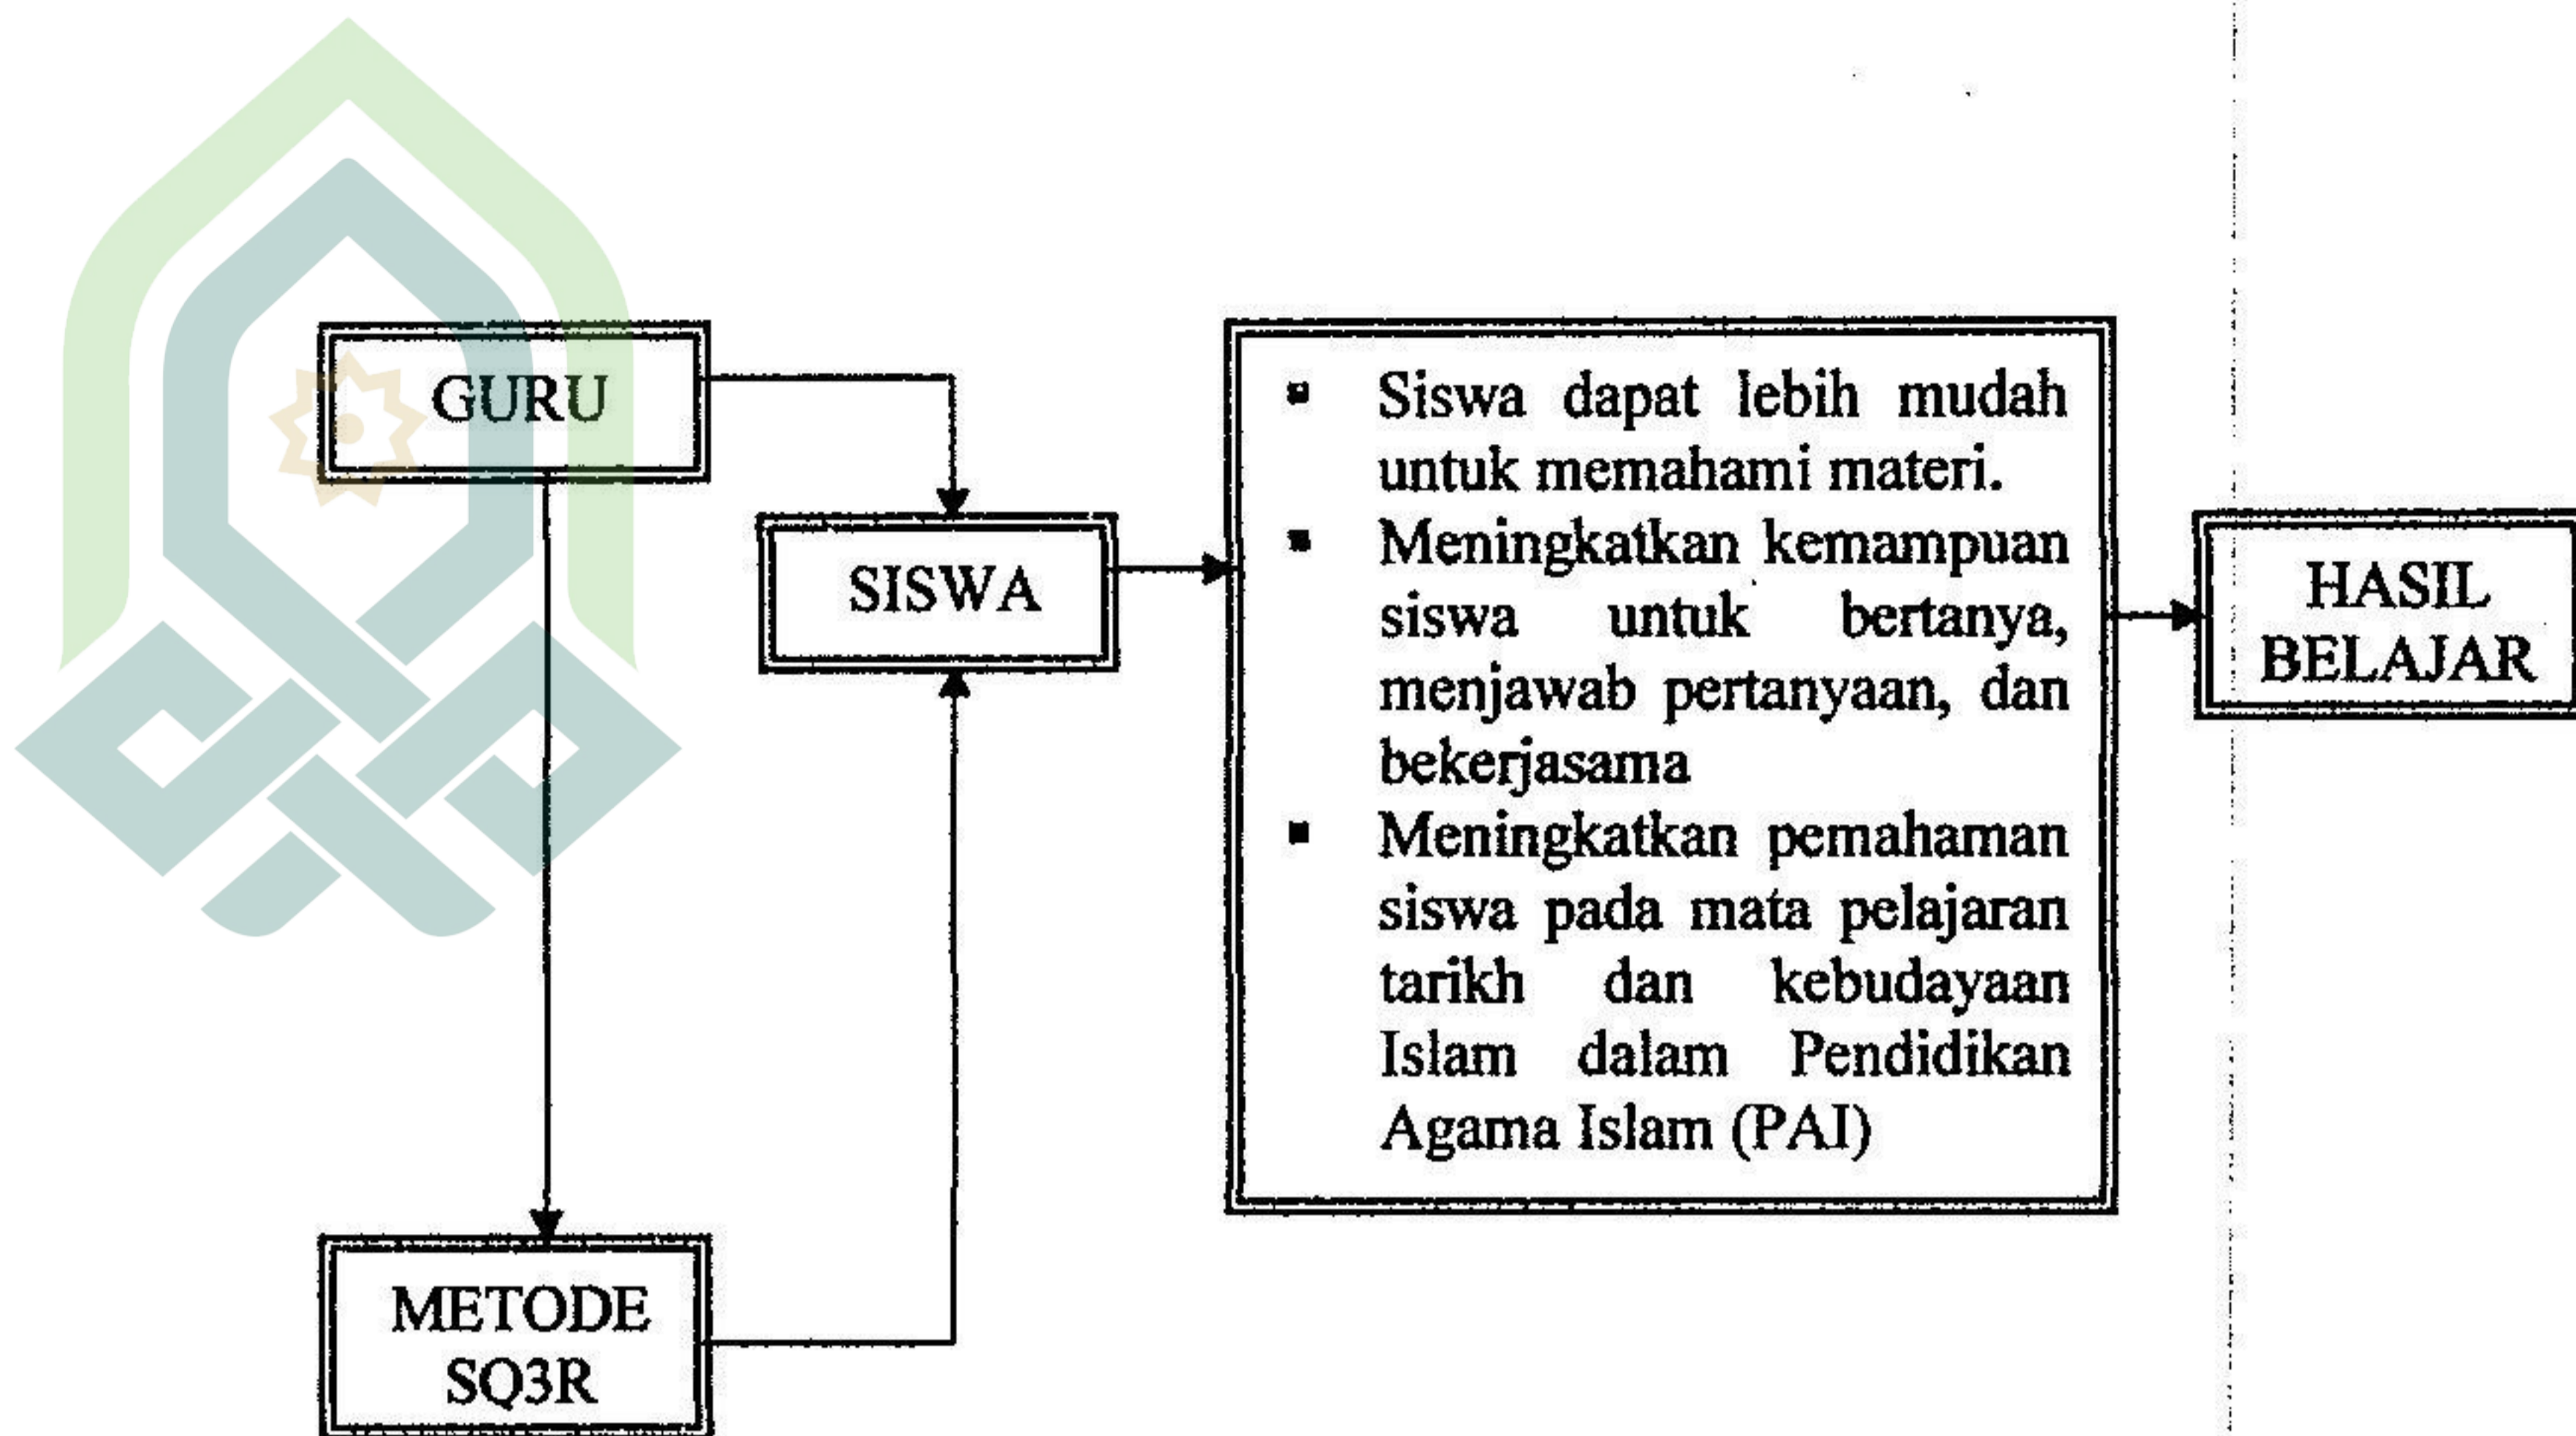 GURU
SISWA
METODE
SQ3R
▪ Siswa dapat lebih mudah
untuk memahami materi.
▪ Meningkatkan kemampuan
siswa untuk bertanya,
menjawab pertanyaan, dan
bekerjasama
▪ Meningkatkan pemahaman
siswa pada mata pelajaran
tarikh dan kebudayaan
Islam dalam Pendidikan
Agama Islam (PAI)
HASIL
BELAJAR